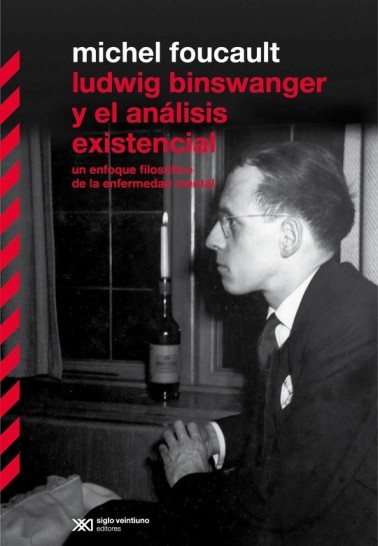 michel foucault
ludwig binswanger
y el análisis
existencial
un enfoque filosófico
de la enfermedad mental
siglo veintiuno
editores